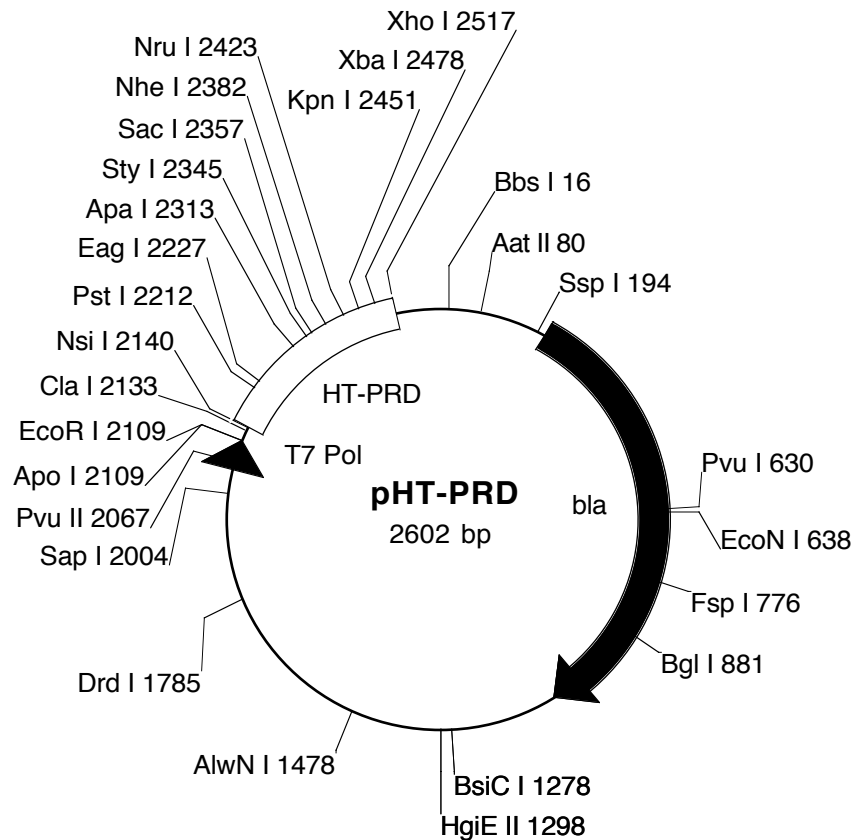 Xho I 2517
Nru I 2423
Xba I 2478
Nhe I 2382
Kpn I 2451
Sac I 2357
Sty I 2345
Bbs I 16
Apa I 2313
Aat II 80
Eag I 2227
Ssp I 194
Pst I 2212
Nsi I 2140
Cla I 2133
HT-PRD
EcoR I 2109
T7 Pol
Apo I 2109
Pvu I 630
pHT-PRD
bla
Pvu II 2067
2602 bp
EcoN I 638
Sap I 2004
Fsp I 776
Bgl I 881
Drd I 1785
AlwN I 1478
BsiC I 1278
HgiE II 1298